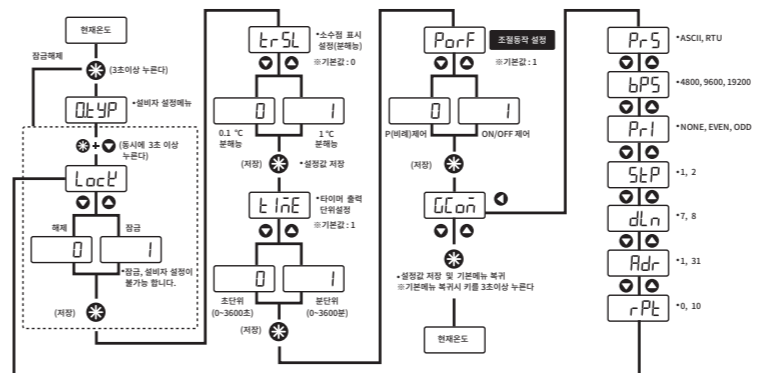 현재온도
잠금해제
(3초이상 누른다)
0.tYP
•설비자 설정메뉴
+
(동시에 3초 이상
누른다)
LocK
해제
잠금
0
1
•잠금, 설비자 설정이
불가능 합니다.
(저장)
trSL
•소수점 표시
설정(분해능)
※기본값 : 0
0
1
0.1 ℃
분해능
1 ℃
분해능
(저장)
•설정값 저장
tIME
•타이머 출력
단위설정
※기본값 : 1
0
1
초단위
(0~3600초)
분단위
(0~3600분)
(저장)
PorF
조절동작 설정
※기본값 : 1
0
1
P(비례)제어
ON/OFF 제어
(저장)
GCoM
•설정값 저장 및 기본메뉴 복귀
※기본메뉴 복귀시 키를 3초이상 누른다
현재온도
PrS
•ASCII, RTU
bPS
•4800, 9600, 19200
PrI
•NONE, EVEN, ODD
StP
•1, 2
dLn
•7, 8
Adr
•1, 31
rPt
•0, 10